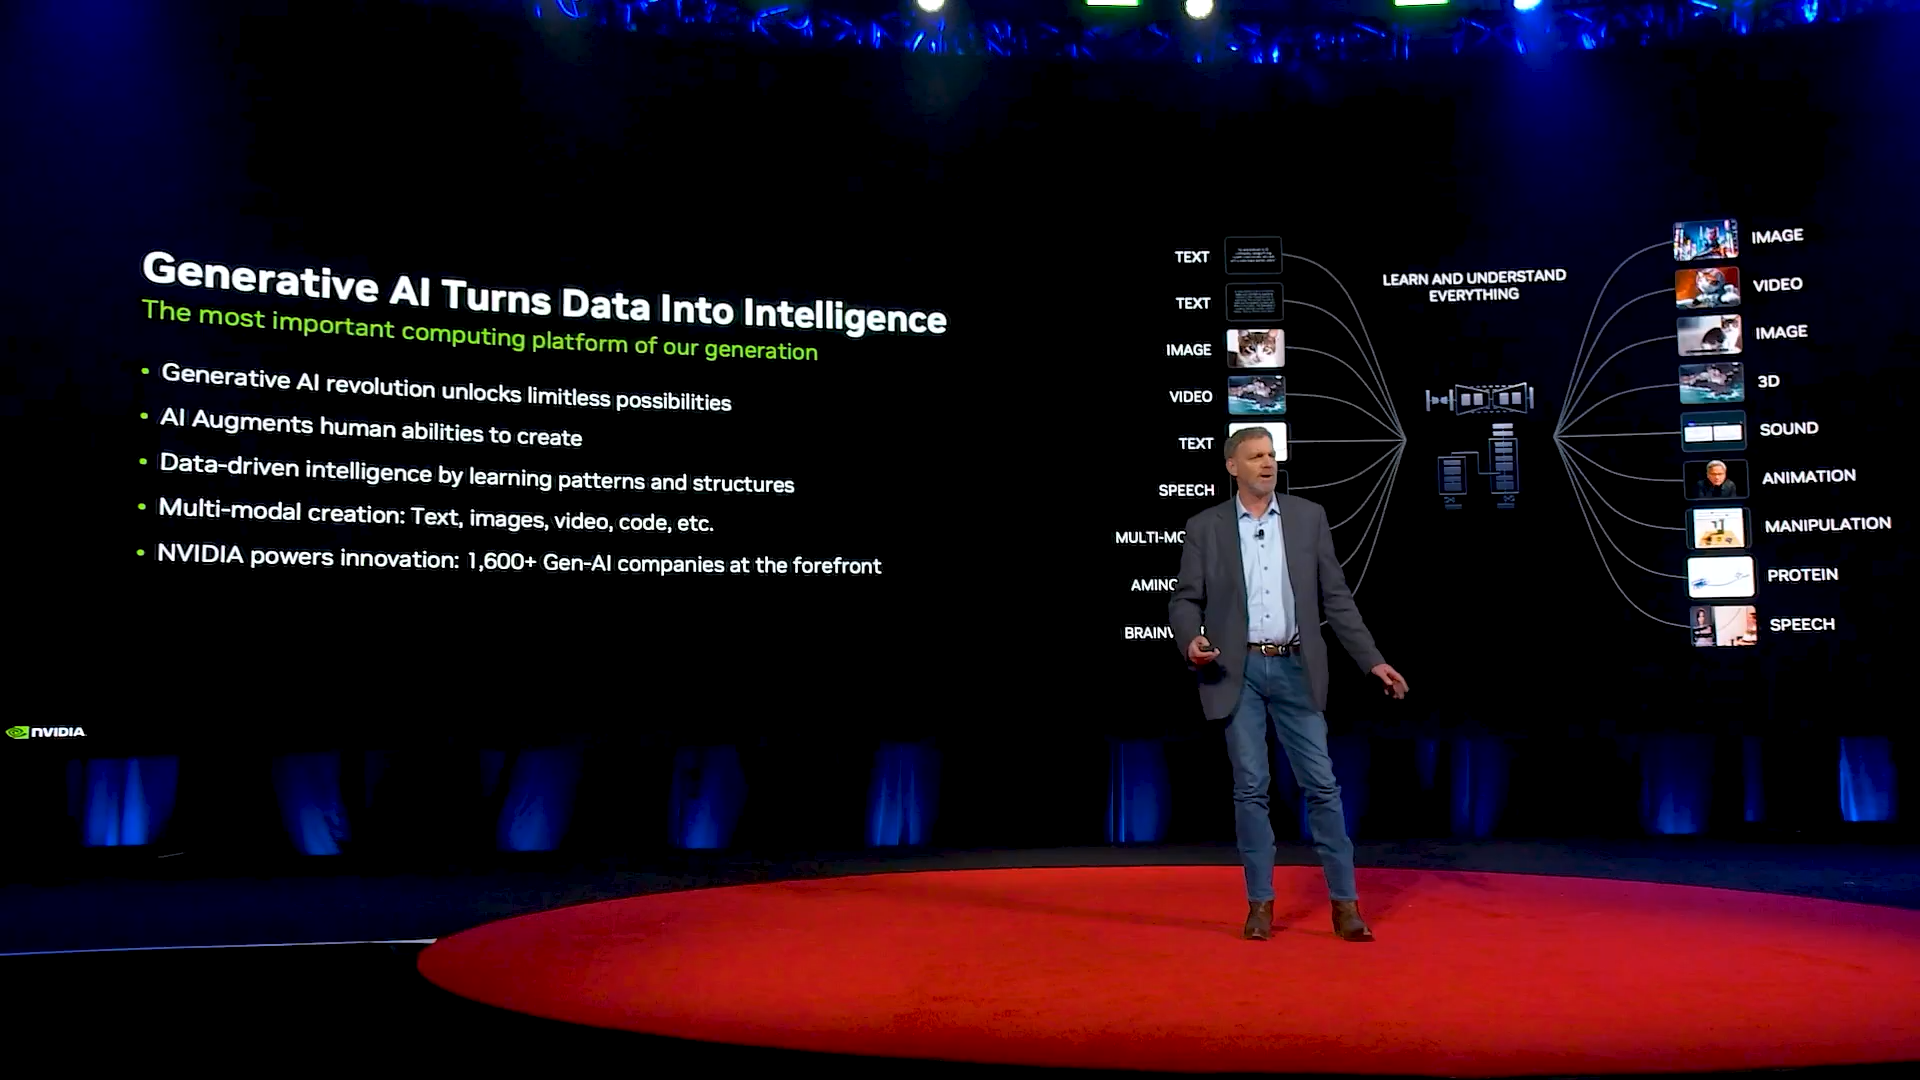 Generative AI Turns Data Into Intelligence
The most important computing platform of our generation
• Generative AI revolution unlocks limitless possibilities
• AI Augments human abilities to create
• Data-driven intelligence by learning patterns and structures
• Multi-modal creation: Text, images, video, code, etc.
• NVIDIA powers innovation: 1,600+ Gen-AI companies at the forefront
NVIDIA.
TEXT
TEXT
IMAGE
VIDEO
TEXT
SPEECH
LEARN AND UNDERSTAND
EVERYTHING
IMAGE
VIDEO
IMAGE
3D
SOUND
ANIMATION
MANIPULATION
PROTEIN
SPEECH